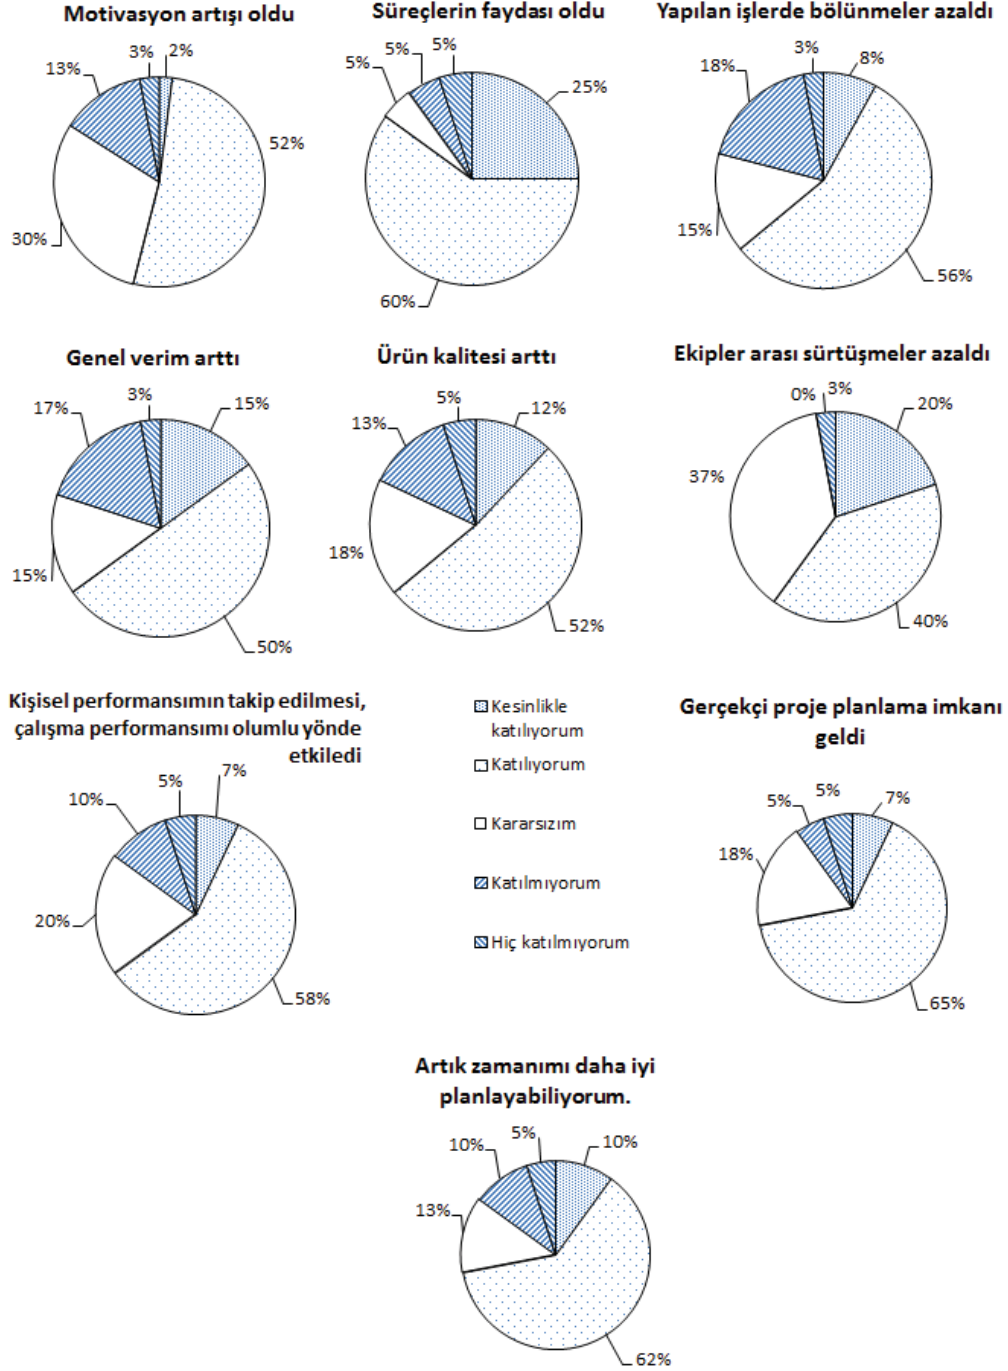 Motivasyon artışı oldu
3%
2%
13%
52%
30%
Süreçlerin faydası oldu
5%
5%
5%
25%
60%
Yapılan işlerde bölünmeler azaldı
3%
8%
18%
15%
56%
Genel verim arttı
3%
15%
17%
15%
50%
Ürün kalitesi arttı
5%
12%
13%
18%
52%
Ekipler arası sürtüşmeler azaldı
0%
3%
20%
37%
40%
Kişisel performansımın takip edilmesi,
çalışma performansımı olumlu yönde
etkiledi
5%
7%
10%
20%
58%
Kesinlikle
katılıyorum
Katılıyorum
Kararsızım
Katılmıyorum
Hiç katılmıyorum
Gerçekçi proje planlama imkanı
geldi
5%
5%
7%
18%
65%
Artık zamanımı daha iyi
planlayabiliyorum.
5%
10%
10%
13%
62%